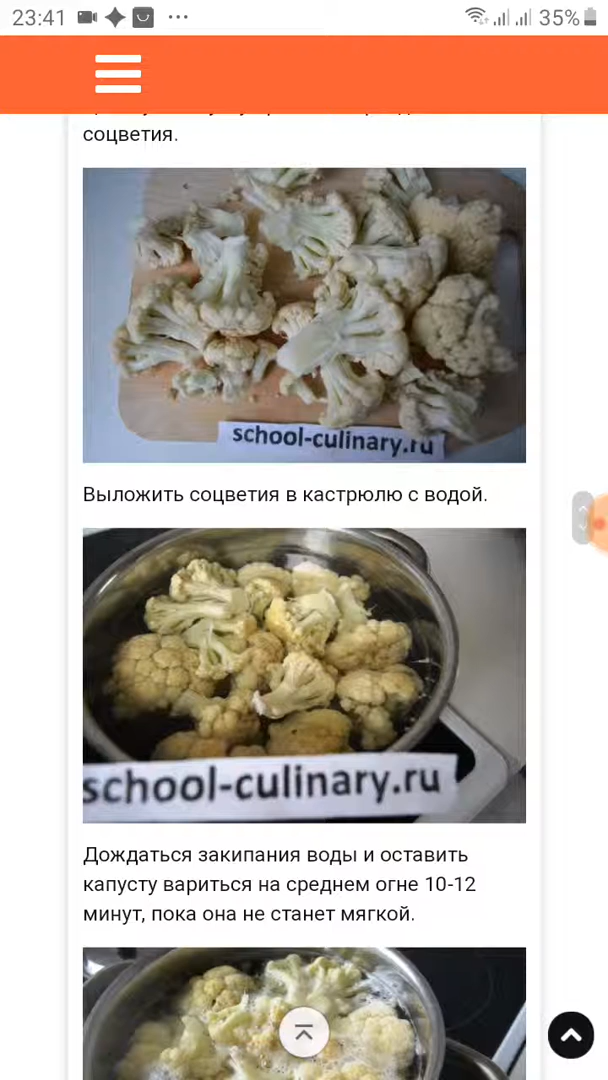 23:41
35%
соцветия.
school-culinary.ru
Выложить соцветия в кастрюлю с водой.
school-culinary.ru
Дождаться закипания воды и оставить
капусту вариться на среднем огне 10-12
минут, пока она не станет мягкой.